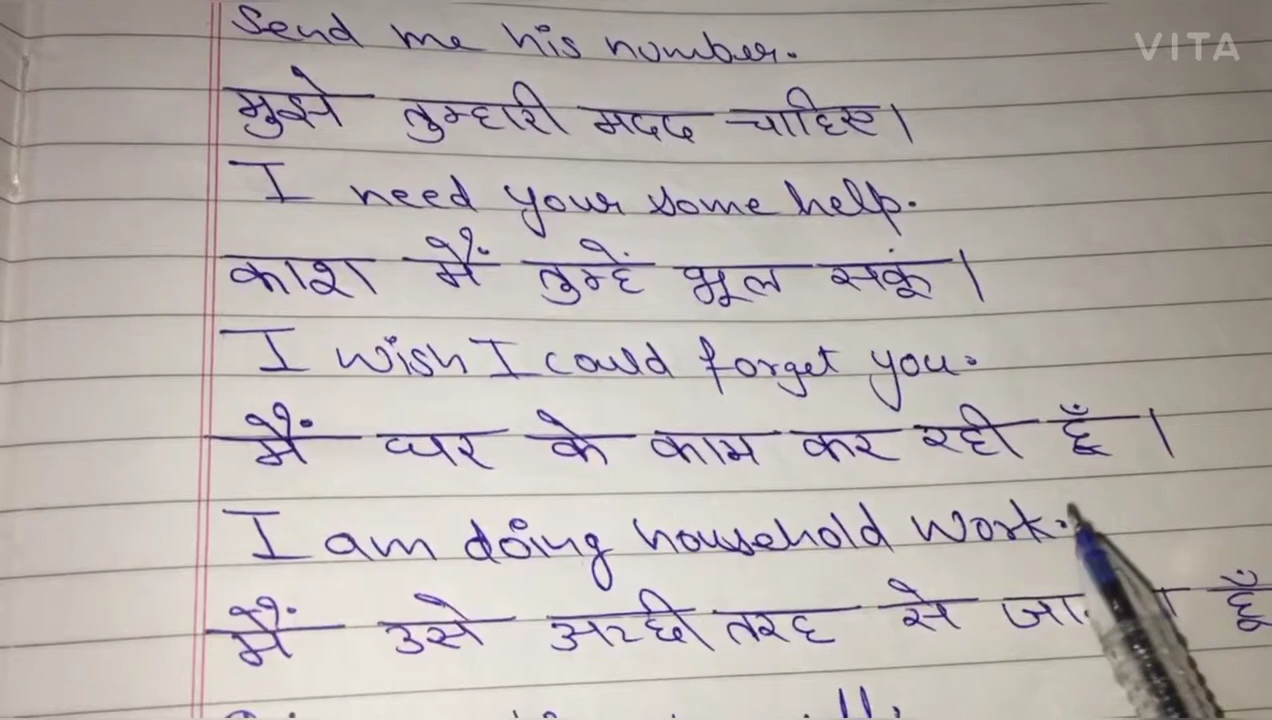 Send me his number.
VITA
मुझे तुम्हारी मदद चाहिए।
I need your some help.
काश मैं तुम्हें भूल सकूं।
I wish I could forget you.
मैं घर के काम कर रही हूँ।
I am doing household work.
मैं उसे अच्छी तरह से हूँ